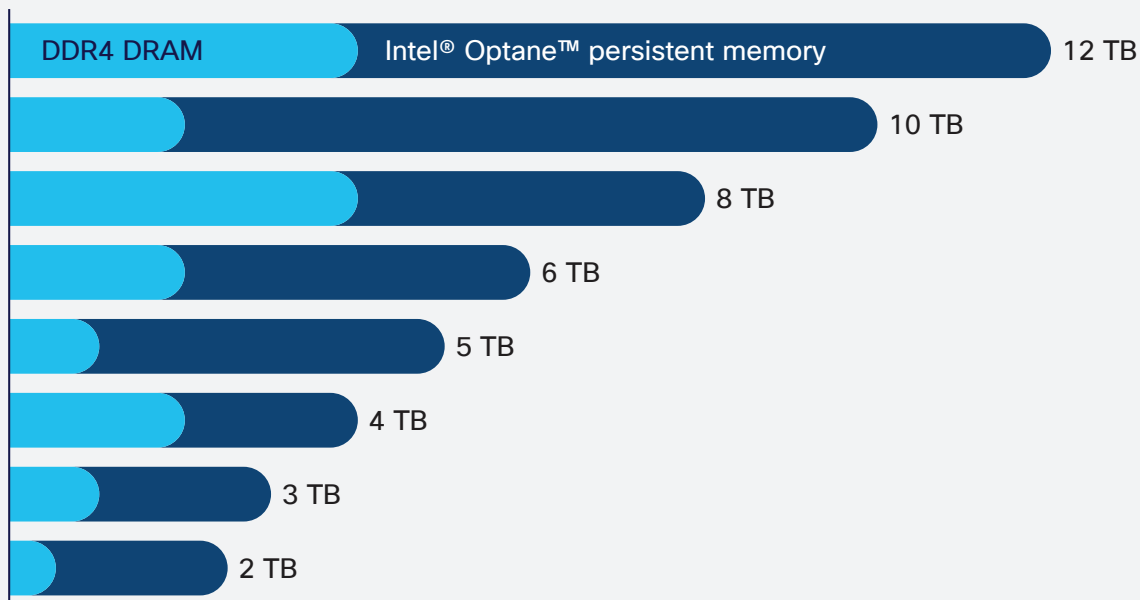 DDR4 DRAM Intel® Optane™ persistent memory 12 TB
10 TB
8 TB
6 TB
5 TB
4 TB
3 TB
2 TB